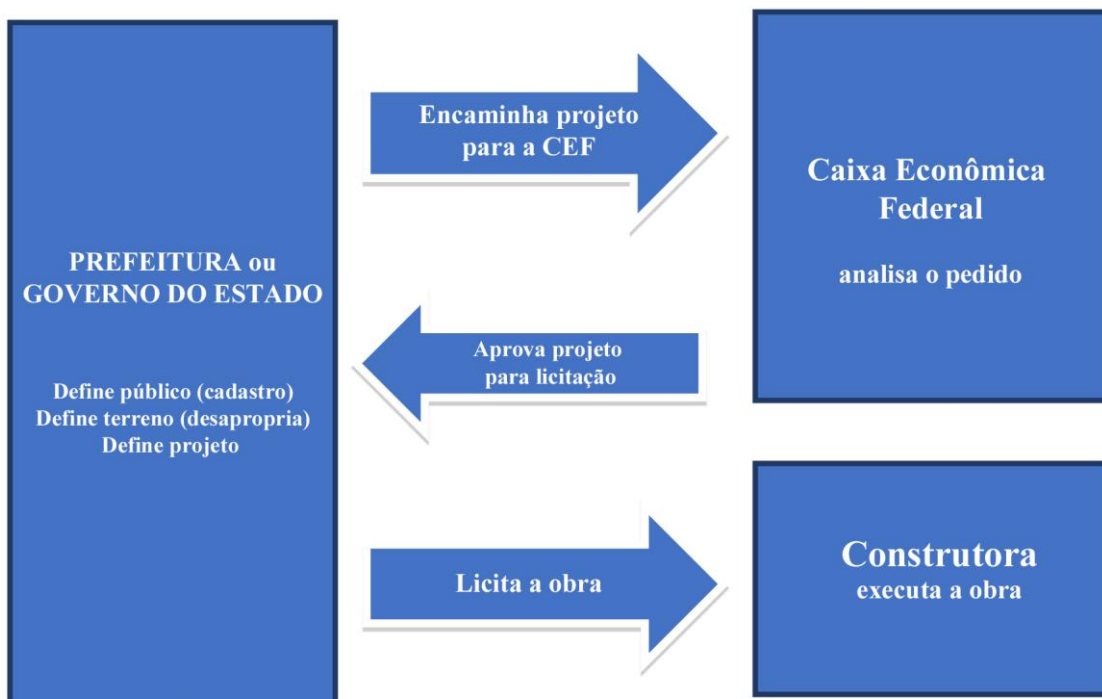 PREFEITURA ou
GOVERNO DO ESTADO
Define público (cadastro)
Define terreno (desapropria)
Define projeto
Encaminha projeto
para a CEF
Caixa Econômica
Federal
analisa o pedido
Aprova projeto
para licitação
Licita a obra
Construtora
executa a obra